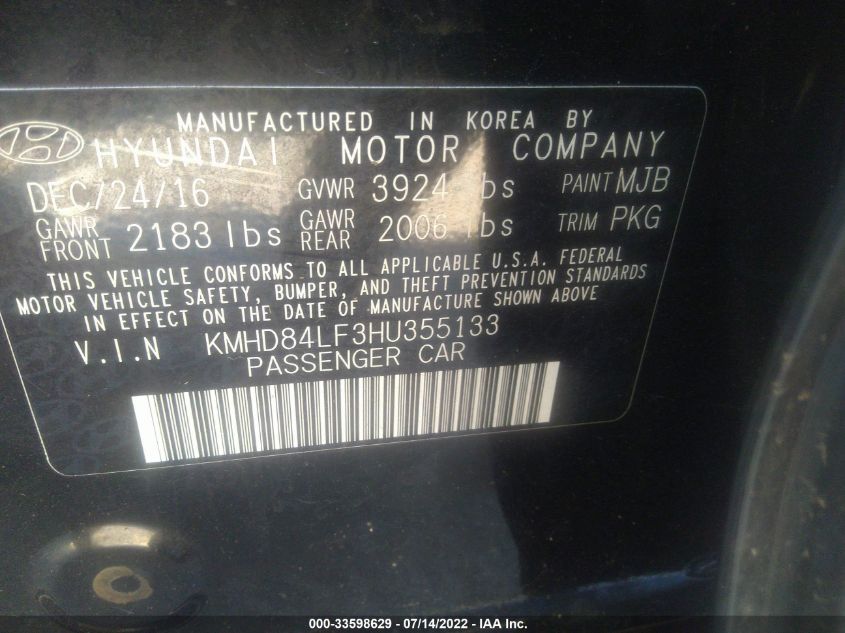 MANUFACTURED IN KOREA BY
HYUNDAI MOTOR COMPANY
DEC/24/16 GVWR 3924 lbs PAINT MJB
GAWR FRONT 2183 lbs GAWR REAR 2006 lbs TRIM PKG
THIS VEHICLE CONFORMS TO ALL APPLICABLE U.S.A. FEDERAL
MOTOR VEHICLE SAFETY, BUMPER, AND THEFT PREVENTION STANDARDS
IN EFFECT ON THE DATE OF MANUFACTURE SHOWN ABOVE
V.I.N KMHD84LF3HU355133
PASSENGER CAR
000-33598629 / 07/14/2022 - IAA Inc.